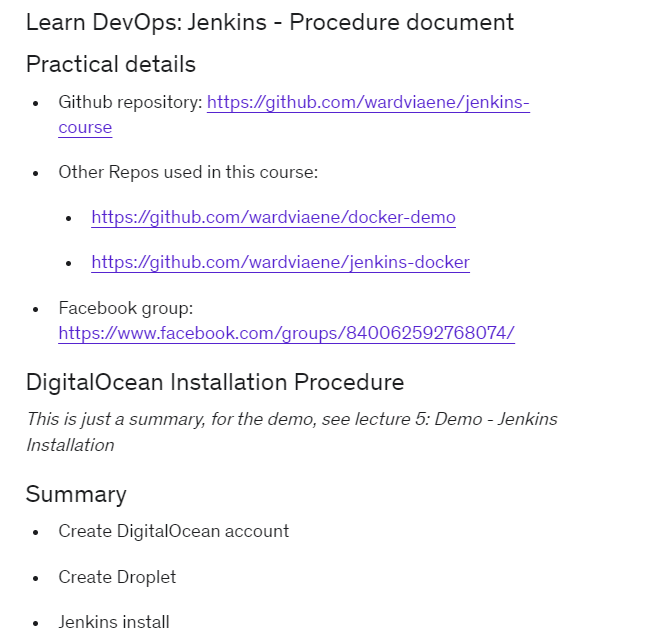 Learn DevOps: Jenkins - Procedure document
Practical details
• Github repository: https://github.com/wardviaene/jenkins-
course
• Other Repos used in this course:
• https://github.com/wardviaene/docker-demo
• https://github.com/wardviaene/jenkins-docker
• Facebook group:
https://www.facebook.com/groups/840062592768074/
DigitalOcean Installation Procedure
This is just a summary, for the demo, see lecture 5: Demo - Jenkins
Installation
Summary
• Create DigitalOcean account
• Create Droplet
• Jenkins install